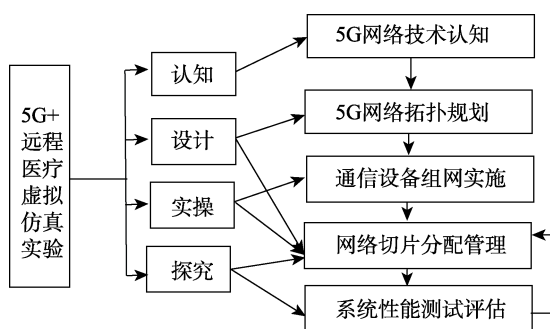 5G+
远程
医疗
虚拟
仿真
实验
认知
设计
实操
探究
5G网络技术认知
5G网络拓扑规划
通信设备组网实施
网络切片分配管理
系统性能测试评估